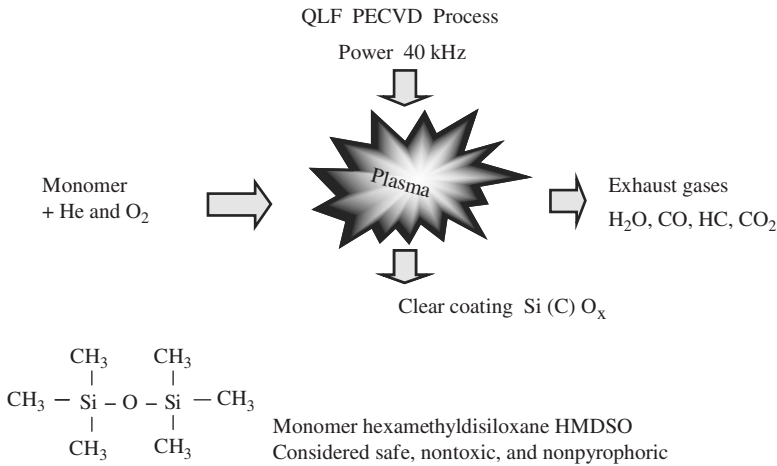 QLF PECVD Process
Power 40 kHz
Plasma
Monomer
+ He and O₂
Exhaust gases
H₂O, CO, HC, CO₂
Clear coating Si (C) Oₓ
CH₃ CH₃
CH₃ – Si – O – Si – CH₃
CH₃ CH₃
Monomer hexamethyldisiloxane HMDSO
Considered safe, nontoxic, and nonpyrophoric